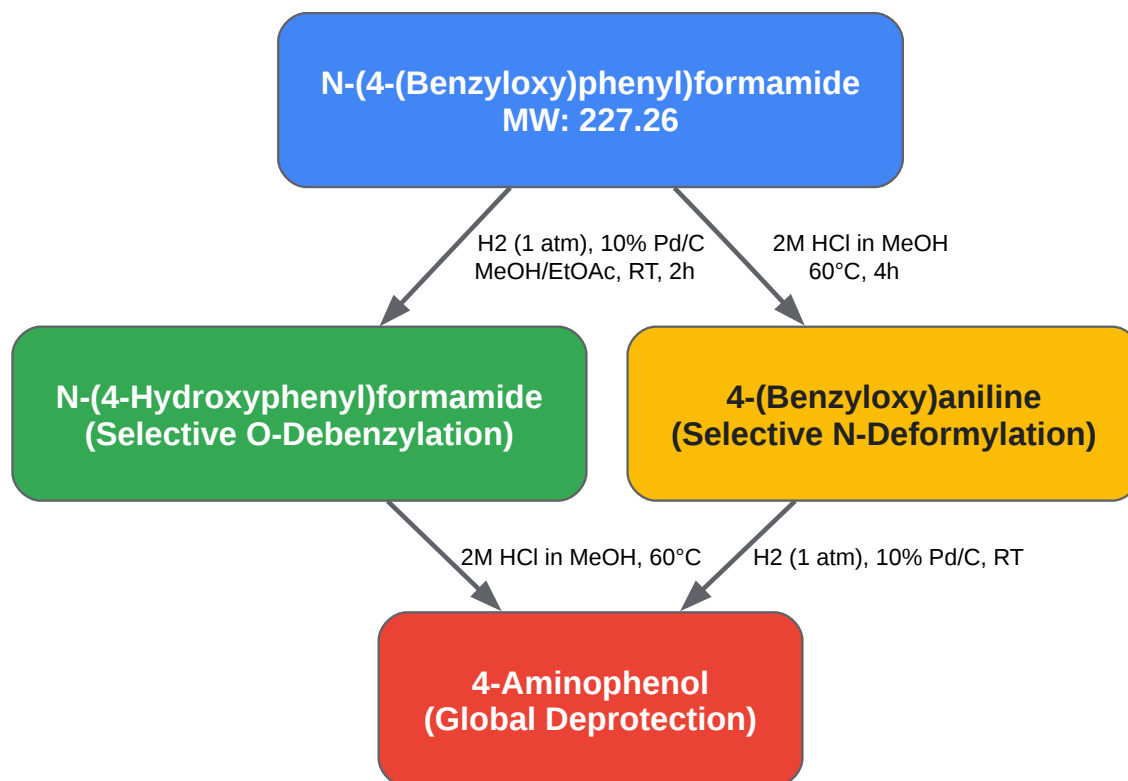 N-(4-(Benzyloxy)phenyl)formamide
MW: 227.26
H2 (1 atm), 10% Pd/C
MeOH/EtOAc, RT, 2h
2M HCl in MeOH
60°C, 4h
N-(4-Hydroxyphenyl)formamide
(Selective O-Debenzylation)
4-(Benzyloxy)aniline
(Selective N-Deformylation)
2M HCl in MeOH, 60°C
H2 (1 atm), 10% Pd/C, RT
4-Aminophenol
(Global Deprotection)